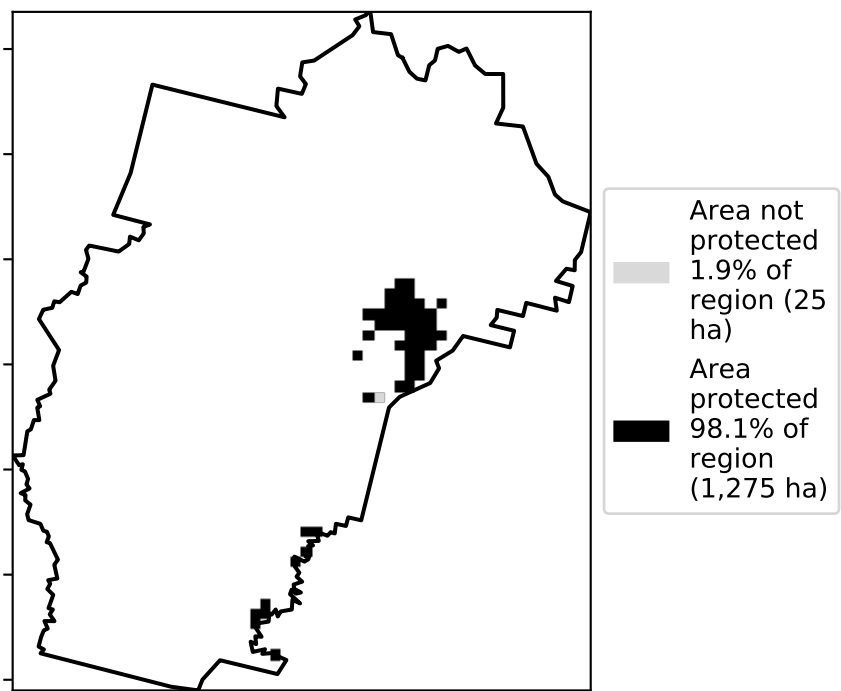 Area not
protected
1.9% of
region (25
ha)
Area
protected
98.1% of
region
(1,275 ha)